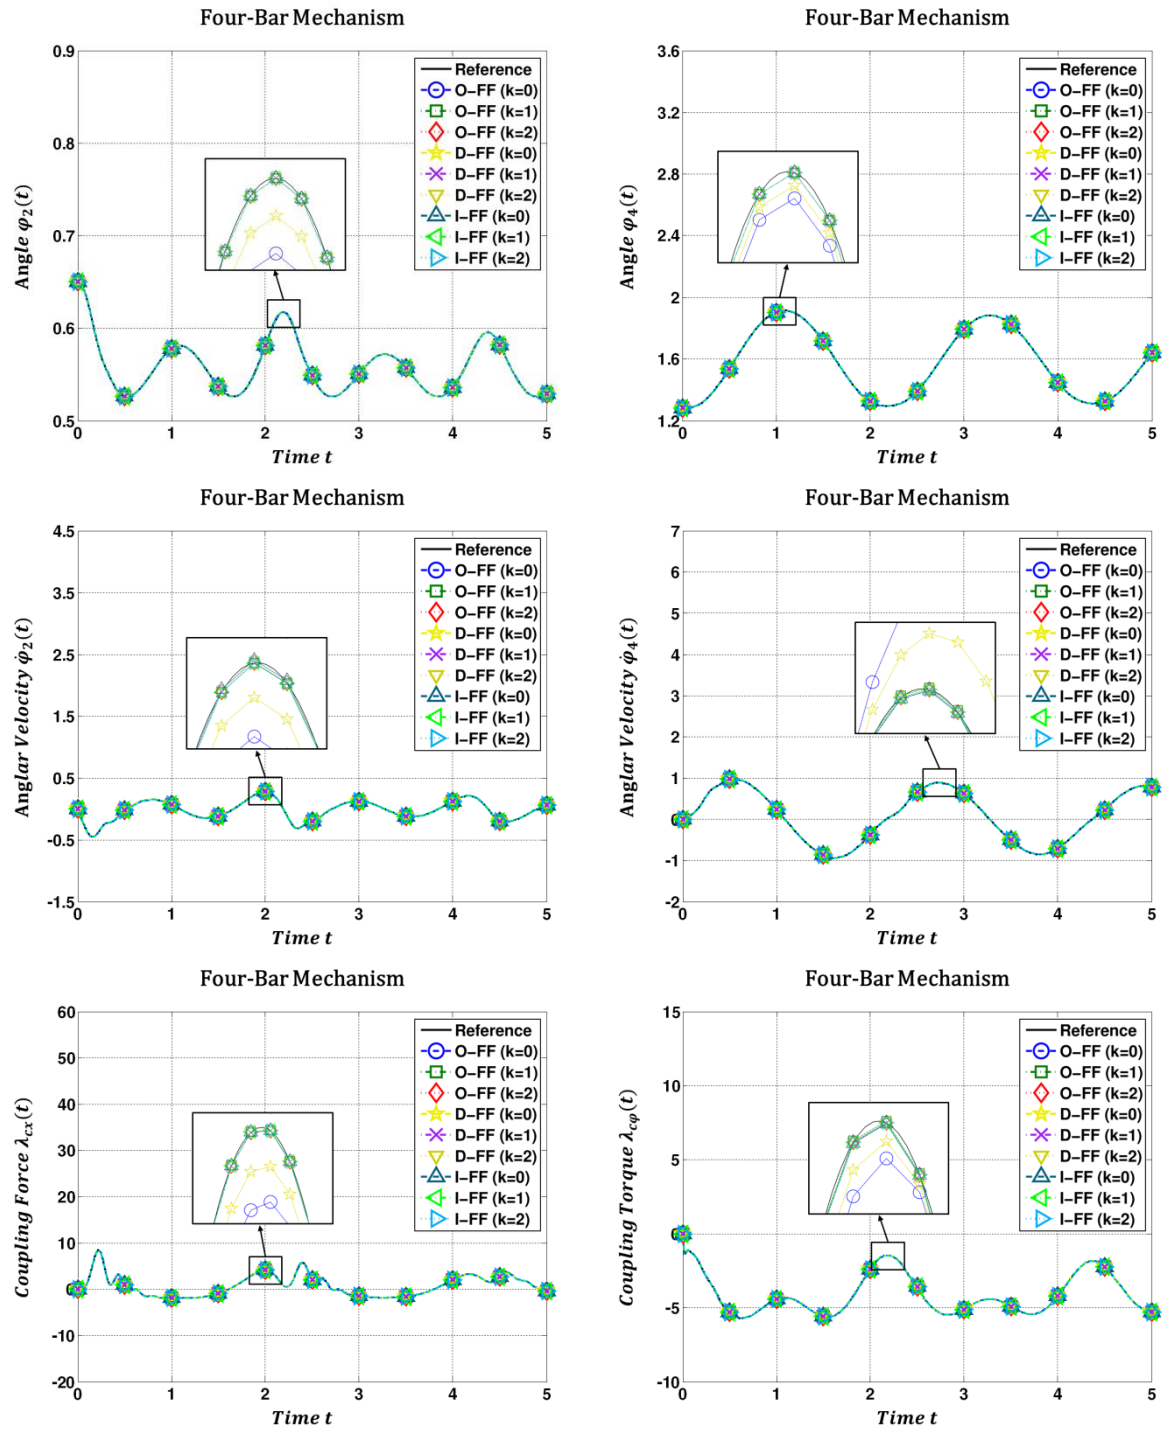 Four-Bar Mechanism
Angle φ₂(t)
0.9
0.8
0.7
0.6
0.5
0 1 2 3 4 5
Time t
Reference
O−FF (k=0)
O−FF (k=1)
O−FF (k=2)
D−FF (k=0)
D−FF (k=1)
D−FF (k=2)
I−FF (k=0)
I−FF (k=1)
I−FF (k=2)
Four-Bar Mechanism
Angle φ₄(t)
3.6
3.2
2.8
2.4
2
1.6
1.2
0 1 2 3 4 5
Time t
Reference
O−FF (k=0)
O−FF (k=1)
O−FF (k=2)
D−FF (k=0)
D−FF (k=1)
D−FF (k=2)
I−FF (k=0)
I−FF (k=1)
I−FF (k=2)
Four-Bar Mechanism
Anglar Velocity φ̇₂(t)
4.5
3.5
2.5
1.5
0.5
-0.5
-1.5
0 1 2 3 4 5
Time t
Reference
O−FF (k=0)
O−FF (k=1)
O−FF (k=2)
D−FF (k=0)
D−FF (k=1)
D−FF (k=2)
I−FF (k=0)
I−FF (k=1)
I−FF (k=2)
Four-Bar Mechanism
Anglar Velocity φ̇₄(t)
7
6
5
4
3
2
1
0
-1
-2
0 1 2 3 4 5
Time t
Reference
O−FF (k=0)
O−FF (k=1)
O−FF (k=2)
D−FF (k=0)
D−FF (k=1)
D−FF (k=2)
I−FF (k=0)
I−FF (k=1)
I−FF (k=2)
Four-Bar Mechanism
Coupling Force λcx(t)
60
50
40
30
20
10
0
-10
-20
0 1 2 3 4 5
Time t
Reference
O−FF (k=0)
O−FF (k=1)
O−FF (k=2)
D−FF (k=0)
D−FF (k=1)
D−FF (k=2)
I−FF (k=0)
I−FF (k=1)
I−FF (k=2)
Four-Bar Mechanism
Coupling Torque λcφ(t)
15
10
5
0
-5
-10
0 1 2 3 4 5
Time t
Reference
O−FF (k=0)
O−FF (k=1)
O−FF (k=2)
D−FF (k=0)
D−FF (k=1)
D−FF (k=2)
I−FF (k=0)
I−FF (k=1)
I−FF (k=2)